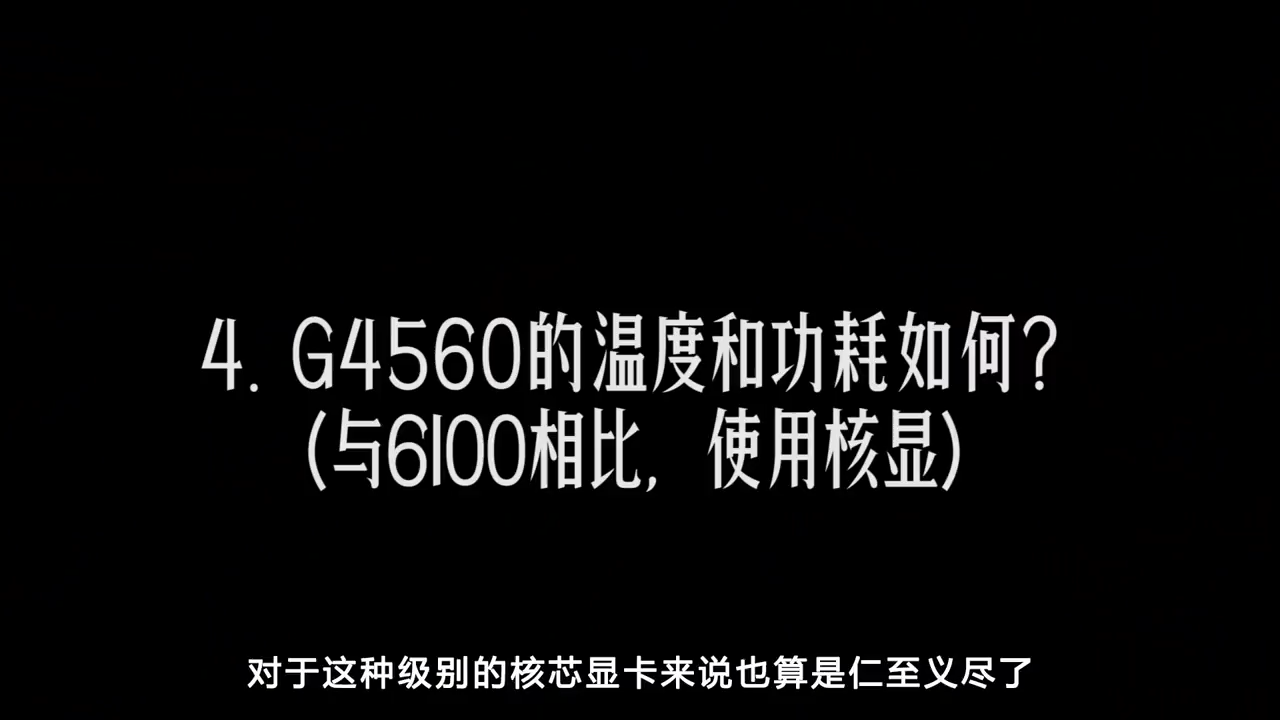 4. G4560的温度和功耗如何?
(与6100相比, 使用核显)
对于这种级别的核芯显卡来说也算是仁至义尽了